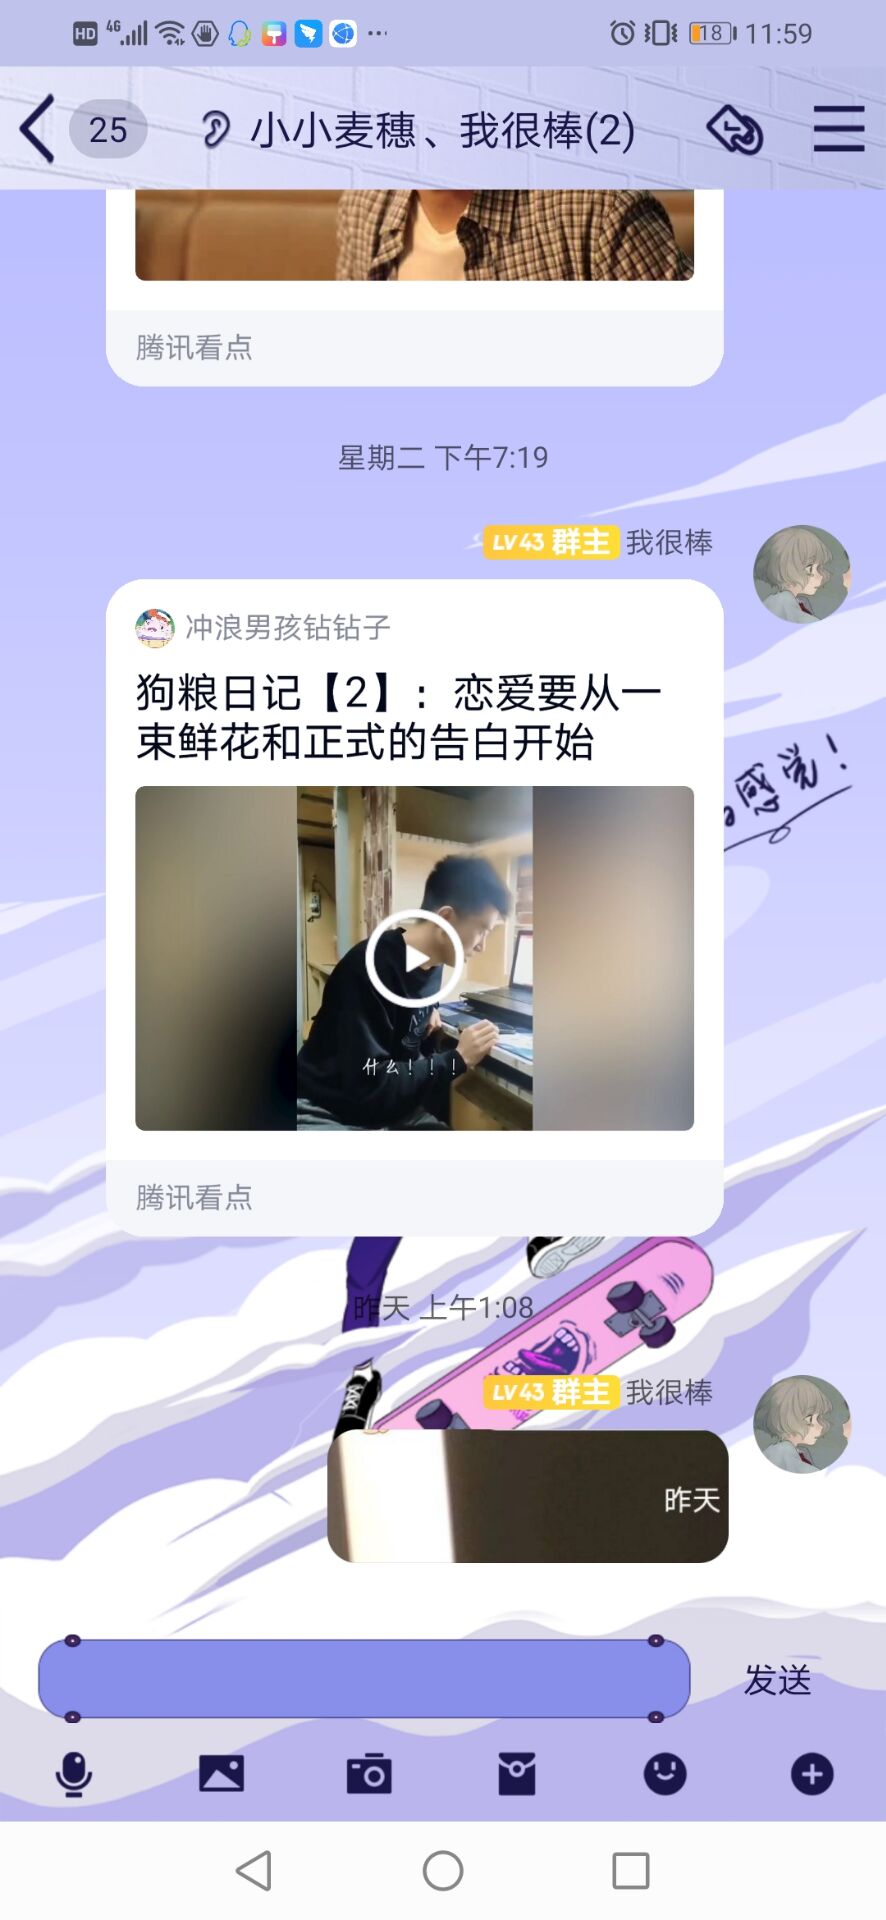 HD 4G 18 11:59
25 小小麦穗、我很棒(2)
腾讯看点
星期二 下午7:19
LV43 群主 我很棒
冲浪男孩钻钻子
狗粮日记【2】：恋爱要从一
束鲜花和正式的告白开始
感觉！
什么！！！
腾讯看点
昨天 上午1:08
LV43 群主 我很棒
昨天
发送